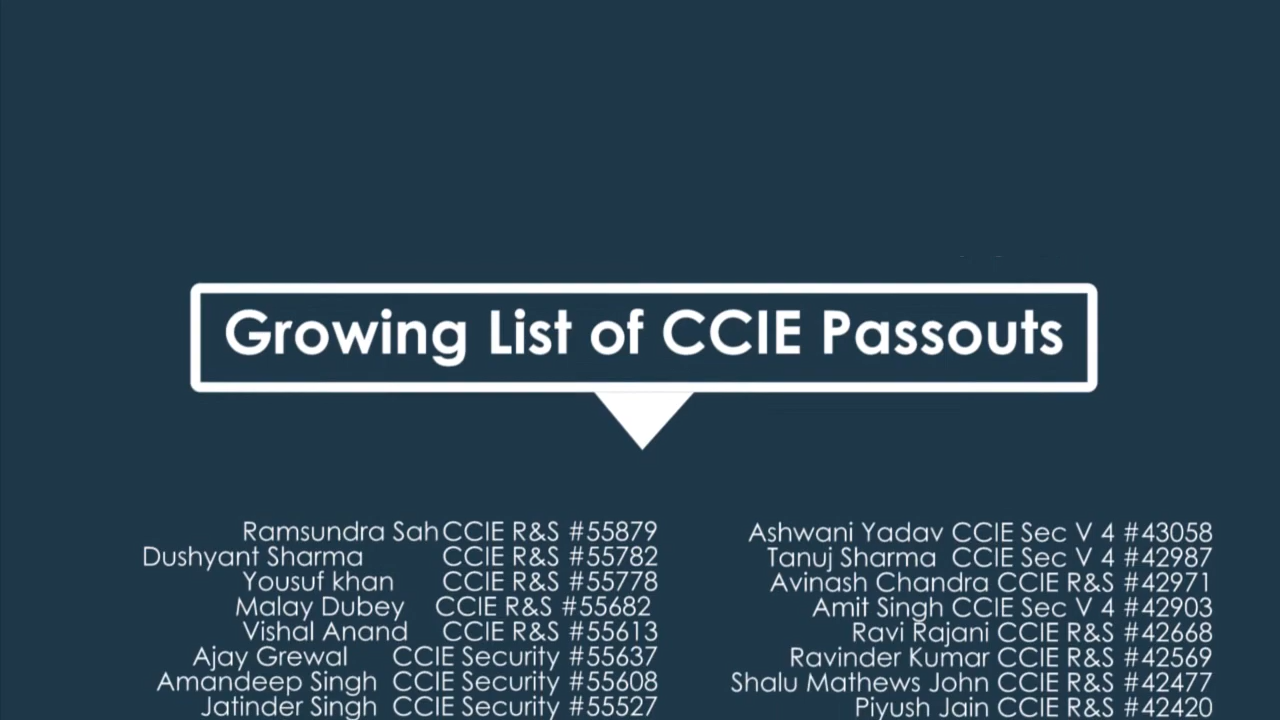 Growing List of CCIE Passouts
Ramsundra Sah CCIE R&S #55879
Dushyant Sharma CCIE R&S #55782
Yousuf khan CCIE R&S #55778
Malay Dubey CCIE R&S #55682
Vishal Anand CCIE R&S #55613
Ajay Grewal CCIE Security #55637
Amandeep Singh CCIE Security #55608
Jatinder Singh CCIE Security #55527
Ashwani Yadav CCIE Sec V 4 #43058
Tanuj Sharma CCIE Sec V 4 #42987
Avinash Chandra CCIE R&S #42971
Amit Singh CCIE Sec V 4 #42903
Ravi Rajani CCIE R&S #42668
Ravinder Kumar CCIE R&S #42569
Shalu Mathews John CCIE R&S #42477
Piyush Jain CCIE R&S #42420